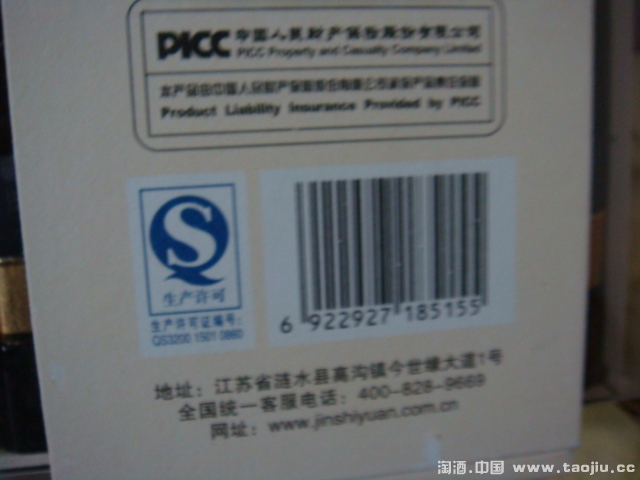 PICC 中国人民财产保险股份有限公司
PICC Property and Casualty Company Limited
本产品由中国人民财产保险股份有限公司承保产品责任保险
Product Liability Insurance Provided by PICC
生产许可
生产许可证编号:
QS3200 1501 0860
6 922927 185155
地址:江苏省涟水县高沟镇今世缘大道1号
全国统一客服电话:400-828-9669
网址:www.jinshiyuan.com.cn
淘酒.中国 www.taojiu.cc